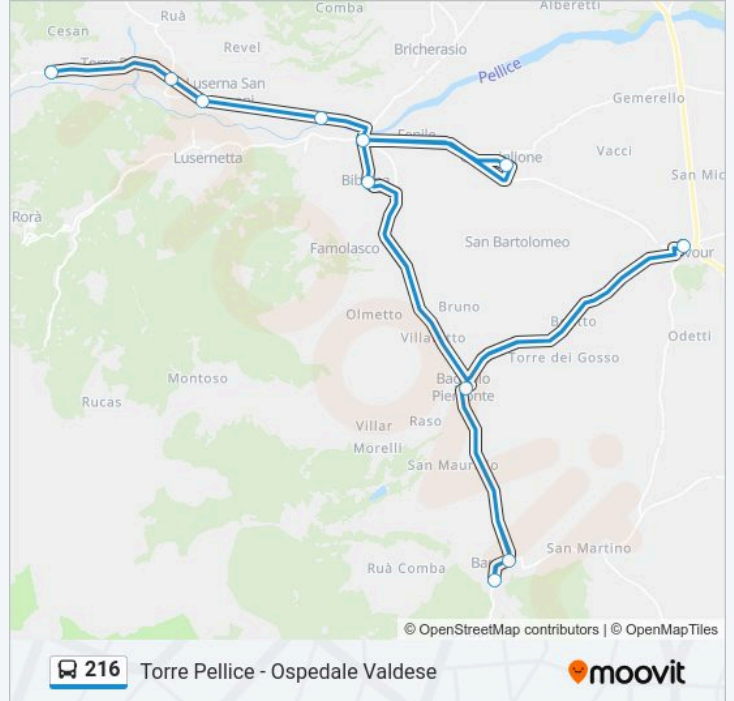 Comba
Alberetti
Ruà
Cesan
Revel
Bricherasio
Pellice
Luserna San
Gemerello
Fenile
Lusernetta
Vacci
San Mic
Rorà
San Bartolomeo
Famolasco
Bruno
Olmetto
Odetti
Torre dei Gosso
Montoso
Piemonte
Rucas
Villar
Raso
Morelli
San Martino
Ruà Comba
© OpenStreetMap contributors | © OpenMapTiles
216 Torre Pellice - Ospedale Valdese
moovit